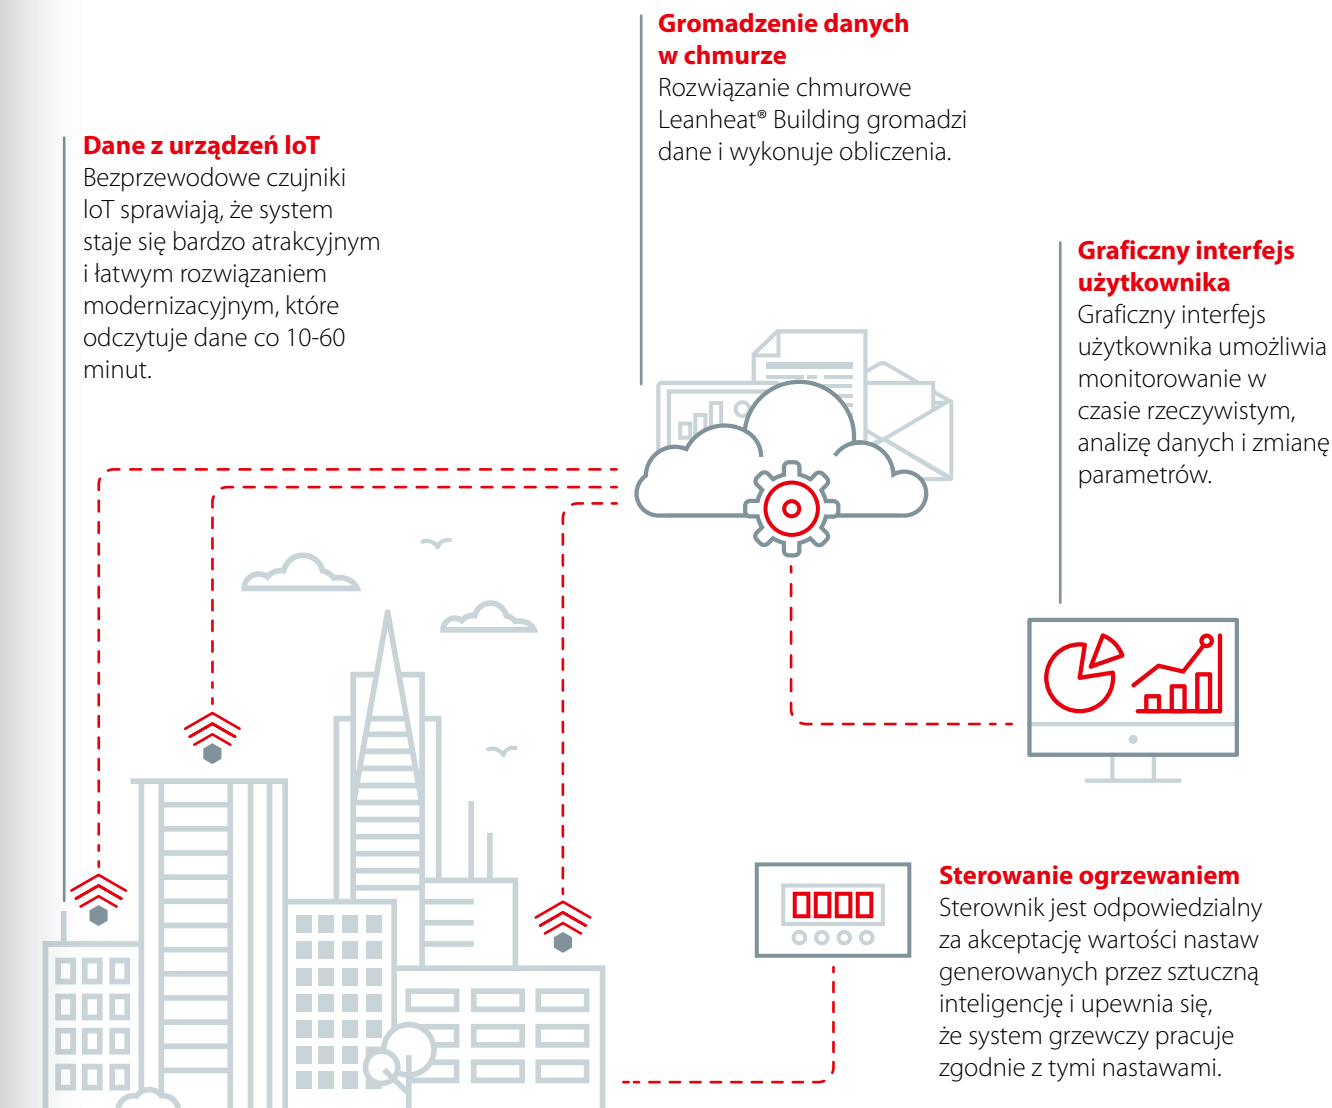 Gromadzenie danych
w chmurze
Rozwiązanie chmurowe
Leanheat® Building gromadzi
dane i wykonuje obliczenia.
Dane z urządzeń loT
Bezprzewodowe czujniki
loT sprawiają, że system
staje się bardzo atrakcyjnym
i łatwym rozwiązaniem
modernizacyjnym, które
odczytuje dane co 10-60
minut.
Graficzny interfejs
użytkownika
Graficzny interfejs
użytkownika umożliwia
monitorowanie w
czasie rzeczywistym,
analizę danych i zmianę
parametrów.
Sterowanie ogrzewaniem
Sterownik jest odpowiedzialny
za akceptację wartości nastaw
generowanych przez sztuczną
inteligencję i upewnia się,
że system grzewczy pracuje
zgodnie z tymi nastawami.